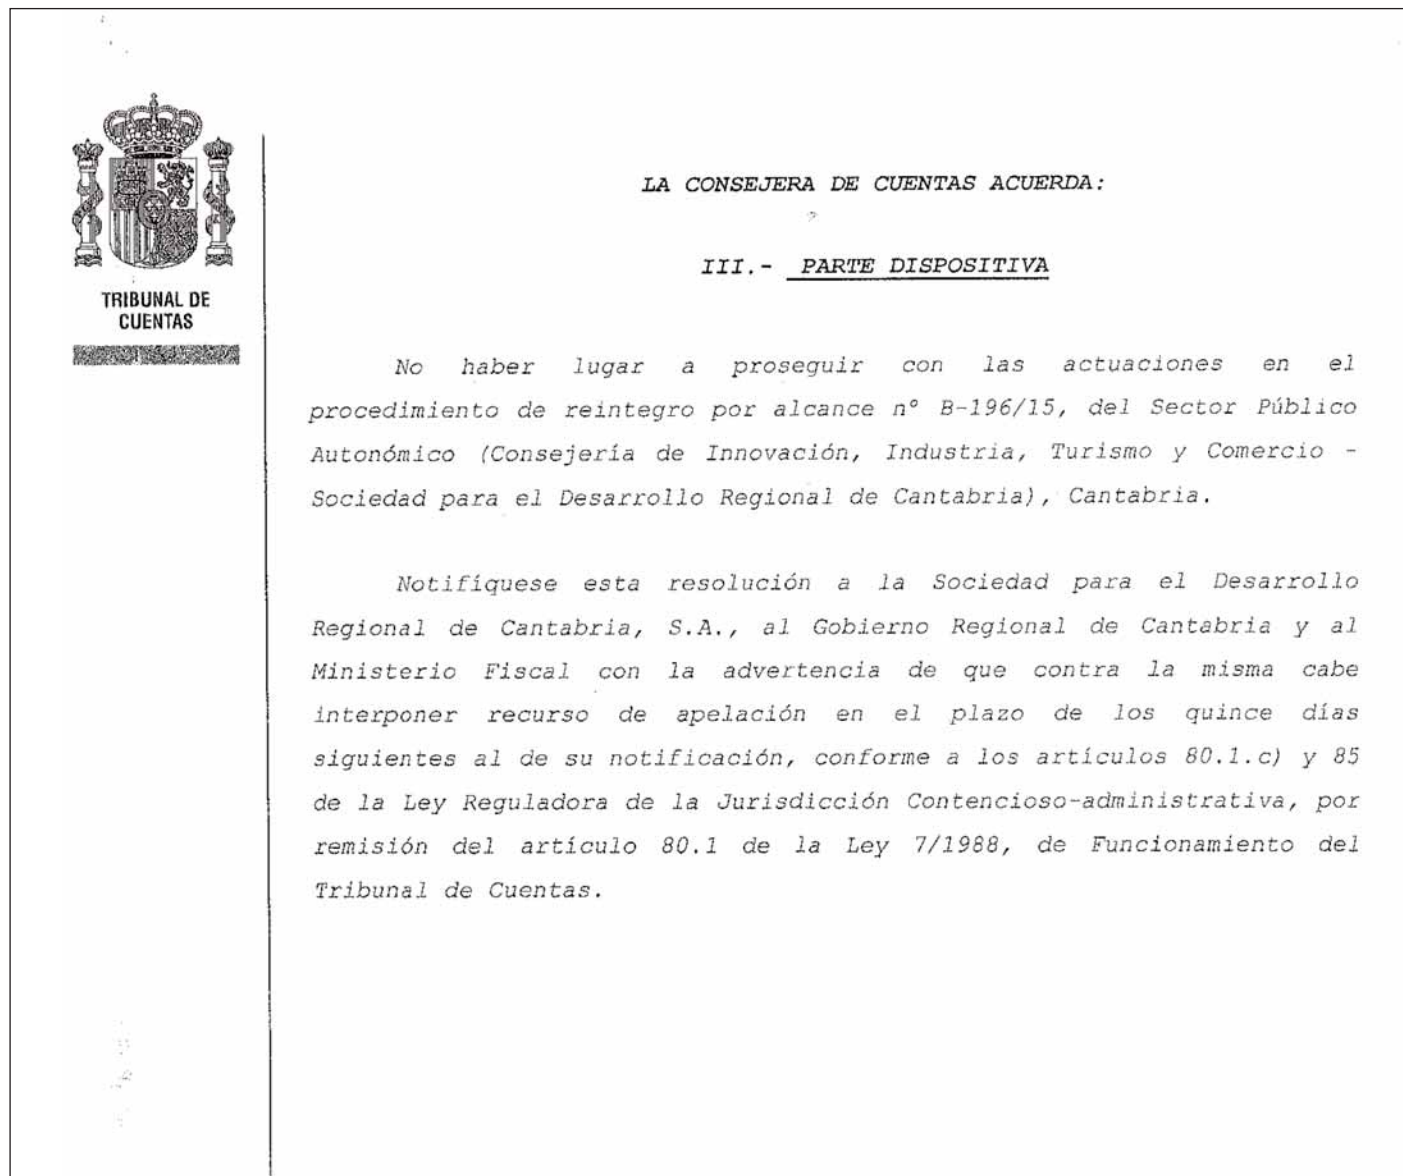 TRIBUNAL DE
CUENTAS
LA CONSEJERA DE CUENTAS ACUERDA:
III.- PARTE DISPOSITIVA
No haber lugar a proseguir con las actuaciones en el
procedimiento de reintegro por alcance nº B-196/15, del Sector Público
Autonómico (Consejería de Innovación, Industria, Turismo y Comercio -
Sociedad para el Desarrollo Regional de Cantabria), Cantabria.
Notifíquese esta resolución a la Sociedad para el Desarrollo
Regional de Cantabria, S.A., al Gobierno Regional de Cantabria y al
Ministerio Fiscal con la advertencia de que contra la misma cabe
interponer recurso de apelación en el plazo de los quince días
siguientes al de su notificación, conforme a los artículos 80.1.c) y 85
de la Ley Reguladora de la Jurisdicción Contencioso-administrativa, por
remisión del artículo 80.1 de la Ley 7/1988, de Funcionamiento del
Tribunal de Cuentas.